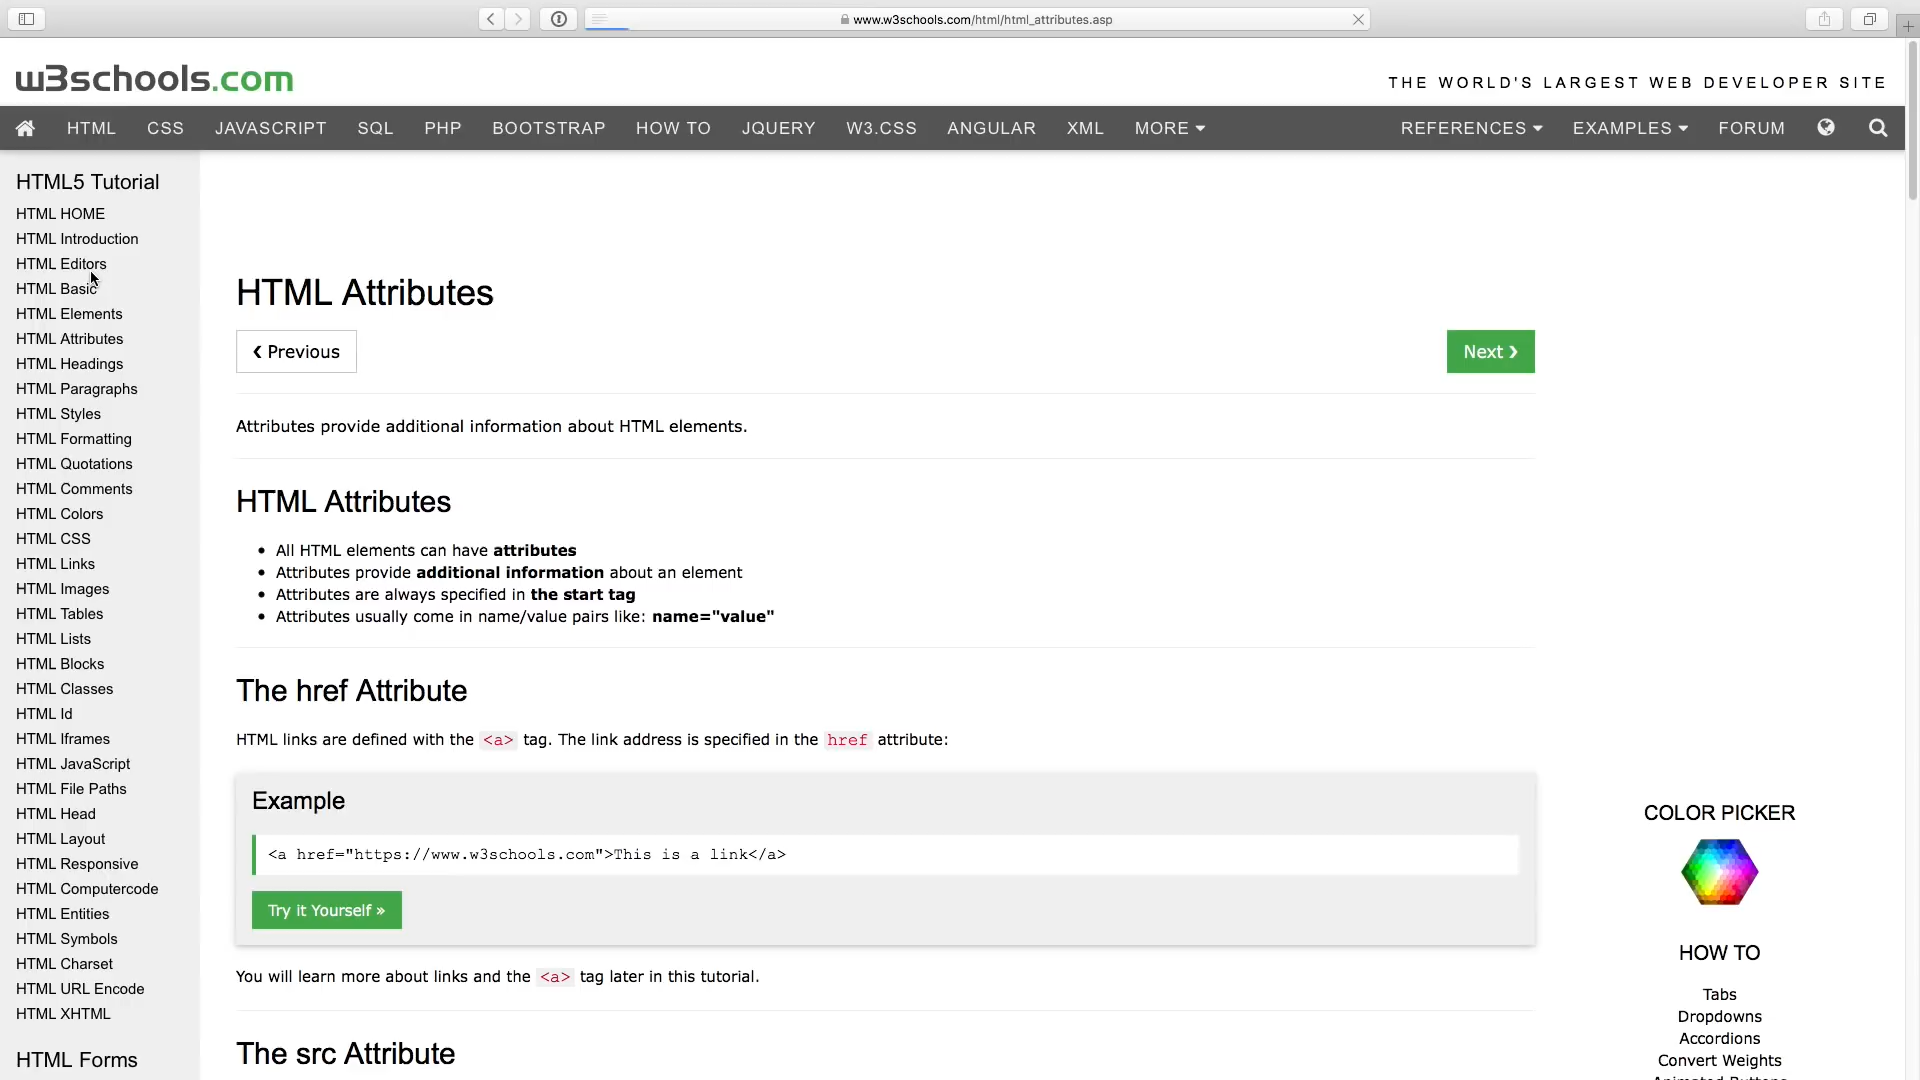 www.w3schools.com/html/html_attributes.asp
w3schools.com
THE WORLD'S LARGEST WEB DEVELOPER SITE
HTML CSS JAVASCRIPT SQL PHP BOOTSTRAP HOW TO JQUERY W3.CSS ANGULAR XML MORE REFERENCES EXAMPLES FORUM
HTML5 Tutorial
HTML HOME
HTML Introduction
HTML Editors
HTML Basic
HTML Elements
HTML Attributes
HTML Headings
HTML Paragraphs
HTML Styles
HTML Formatting
HTML Quotations
HTML Comments
HTML Colors
HTML CSS
HTML Links
HTML Images
HTML Tables
HTML Lists
HTML Blocks
HTML Classes
HTML Id
HTML Iframes
HTML JavaScript
HTML File Paths
HTML Head
HTML Layout
HTML Responsive
HTML Computercode
HTML Entities
HTML Symbols
HTML Charset
HTML URL Encode
HTML XHTML
HTML Forms
HTML Attributes
❮ Previous
Next ❯
Attributes provide additional information about HTML elements.
HTML Attributes
• All HTML elements can have attributes
• Attributes provide additional information about an element
• Attributes are always specified in the start tag
• Attributes usually come in name/value pairs like: name="value"
The href Attribute
HTML links are defined with the <a> tag. The link address is specified in the href attribute:
Example
<a href="https://www.w3schools.com">This is a link</a>
Try it Yourself »
You will learn more about links and the <a> tag later in this tutorial.
The src Attribute
COLOR PICKER
HOW TO
Tabs
Dropdowns
Accordions
Convert Weights
Animated Buttons